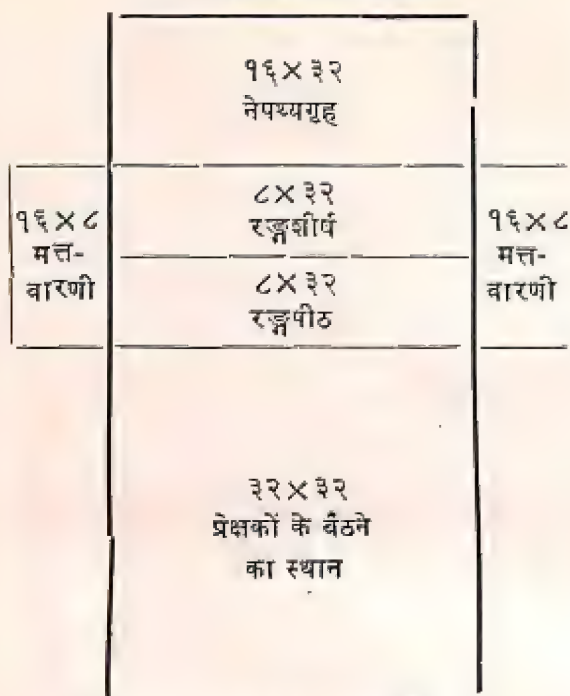 १६×३२
नेपथ्यगृह
८×३२
रङ्गशीर्ष
१६×८
मत्त-
वारणी
८×३२
रङ्गपीठ
१६×८
मत्त-
वारणी
३२×३२
प्रेक्षकों के बैठने
का स्थान